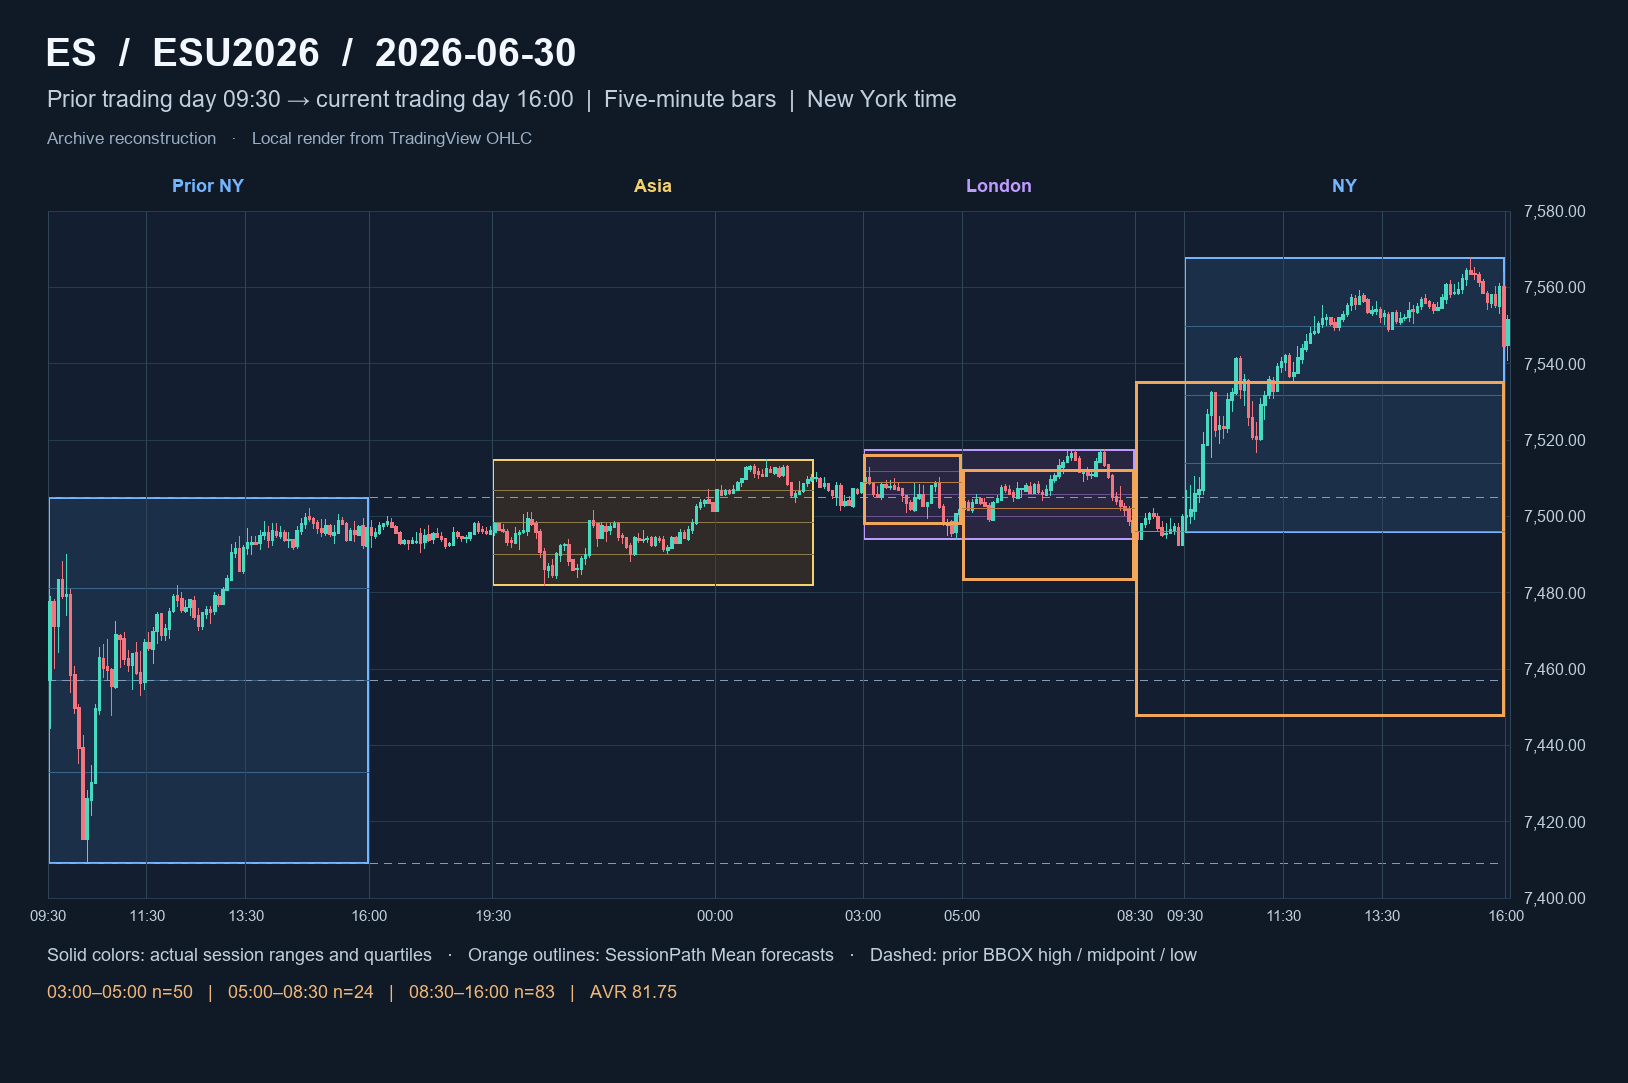 ES / ESU2026 / 2026-06-30
Prior trading day 09:30 → current trading day 16:00 | Five-minute bars | New York time
Archive reconstruction · Local render from TradingView OHLC
Prior NY Asia London NY
7,580.00
7,560.00
7,540.00
7,520.00
7,500.00
7,480.00
7,460.00
7,440.00
7,420.00
7,400.00
09:30 11:30 13:30 16:00 19:30 00:00 03:00 05:00 08:30 09:30 11:30 13:30 16:00
Solid colors: actual session ranges and quartiles · Orange outlines: SessionPath Mean forecasts · Dashed: prior BBOX high / midpoint / low
03:00–05:00 n=50 | 05:00–08:30 n=24 | 08:30–16:00 n=83 | AVR 81.75